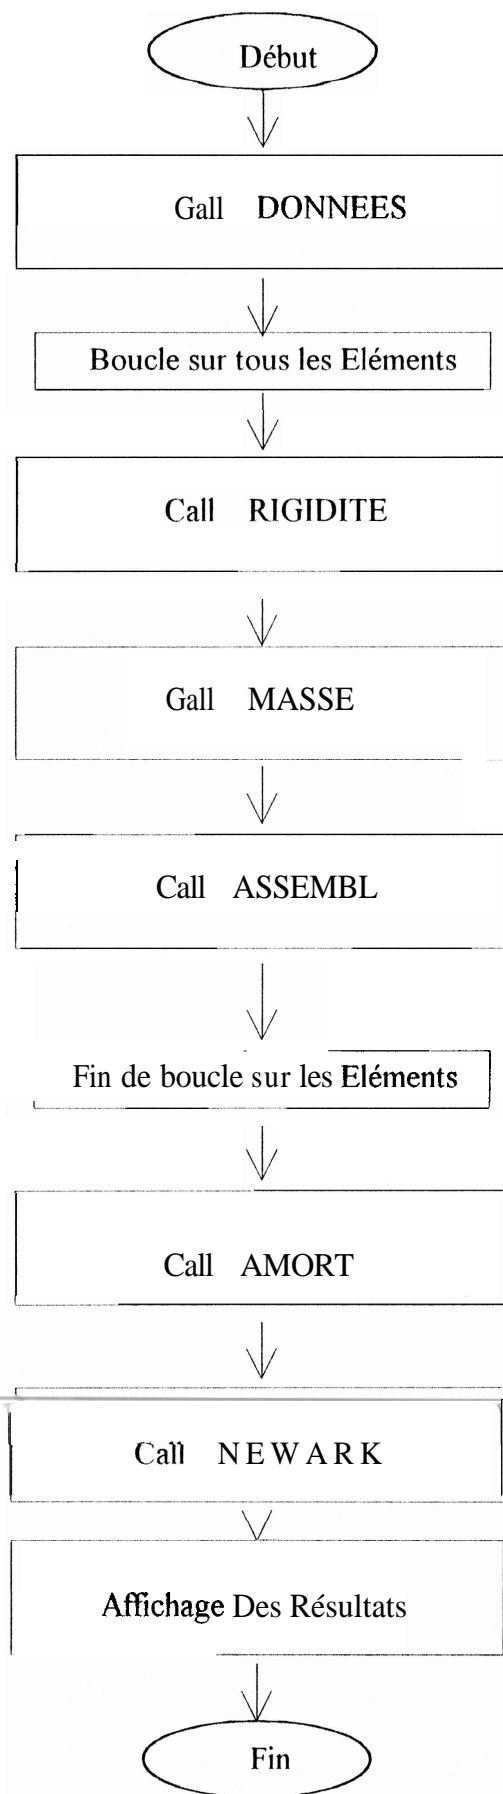 Début
Gall DONNEES
Boucle sur tous les Eléments
Call RIGIDITE
Gall MASSE
Call ASSEMBL
Fin de boucle sur les Eléments
Call AMORT
Call NEWARK
Affichage Des Résultats
Fin